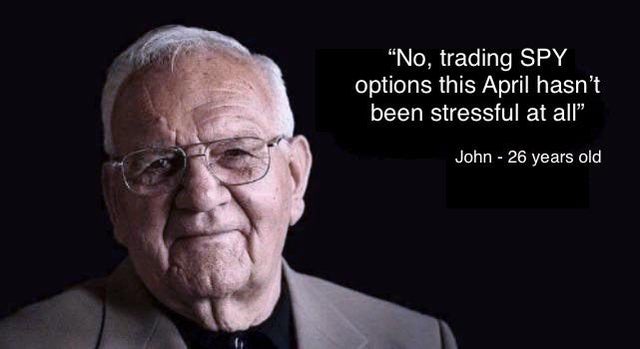 “No, trading SPY
options this April hasn’t
been stressful at all”
John - 26 years old